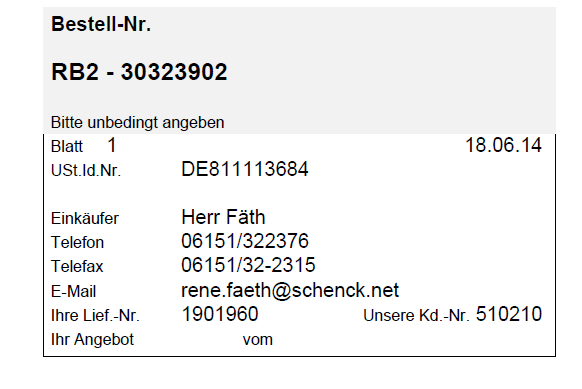 Bestell-Nr.
RB2 - 30323902
Bitte unbedingt angeben
Blatt 1 18.06.14
USt.Id.Nr. DE811113684
Einkäufer Herr Fäth
Telefon 06151/322376
Telefax 06151/32-2315
E-Mail rene.faeth@schenck.net
Ihre Lief.-Nr. 1901960 Unsere Kd.-Nr. 510210
Ihr Angebot vom